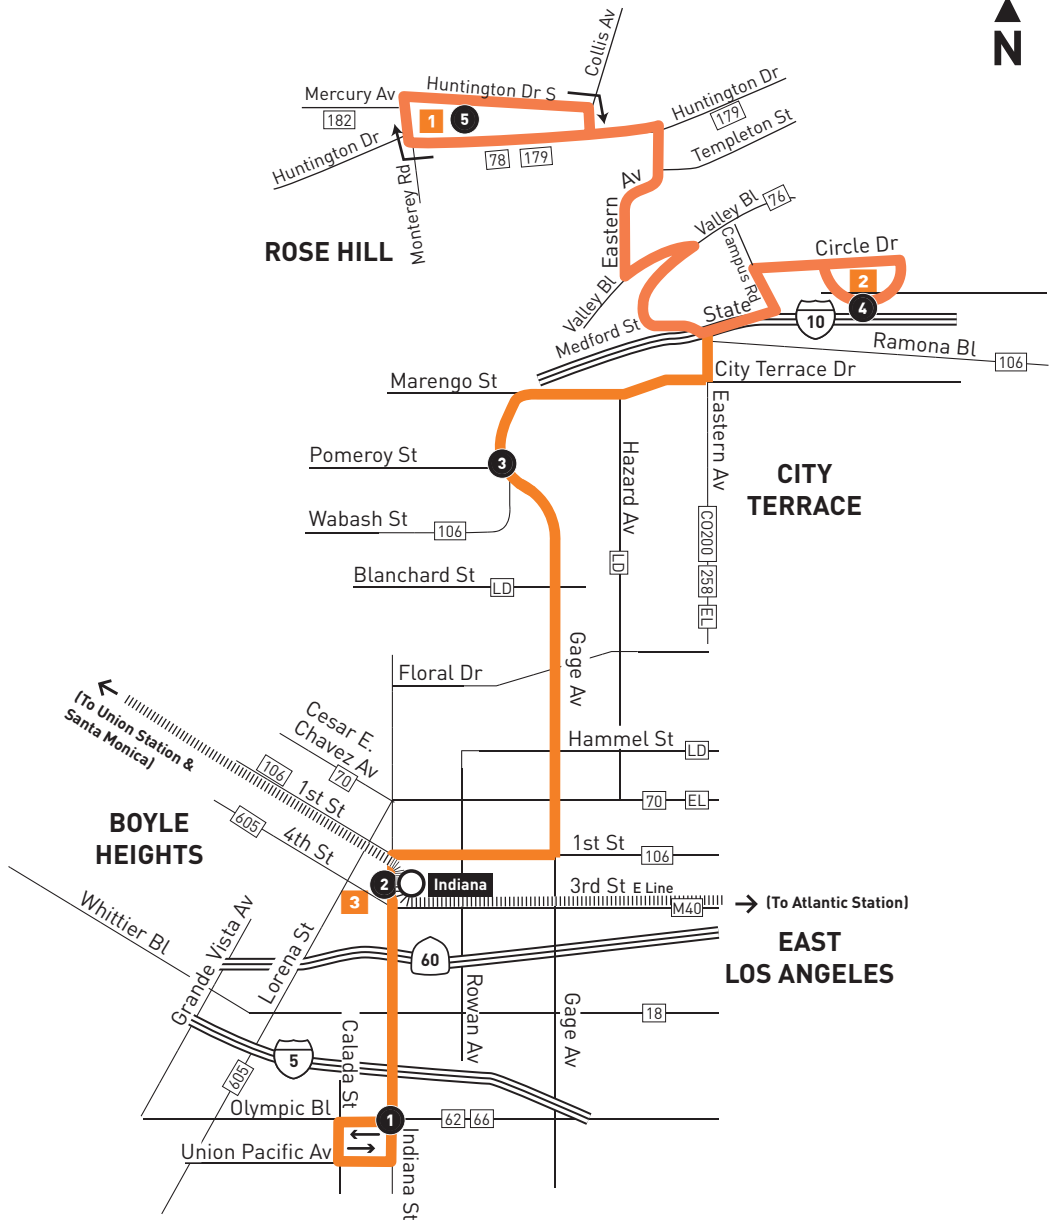 N
Collis Av
Huntington Dr S
Mercury Av
182
1
5
Huntington Dr
179
Templeton St
Huntington Dr
78
179
Monterey Rd
Eastern
Av
ROSE HILL
Valley Bl
76
Campus Rd
Circle Dr
2
4
Valley Bl
Medford St
State
10
Ramona Bl
106
Marengo St
City Terrace Dr
Eastern Av
Pomeroy St
3
Hazard Av
CITY
TERRACE
Wabash St
106
CO200
258
EL
LD
Blanchard St
LD
Gage Av
Floral Dr
(To Union Station &
Santa Monica)
Cesar E.
Chavez Av
70
Hammel St
LD
106
1st St
70
EL
BOYLE
HEIGHTS
605
4th St
1st St
106
2
Indiana
3
3rd St
E Line
M40
(To Atlantic Station)
Whittier Bl
Grande Vista Av
Lorena St
60
EAST
LOS ANGELES
Rowan Av
Gage Av
18
Calada St
5
605
Olympic Bl
1
62
66
Union Pacific Av
Indiana St